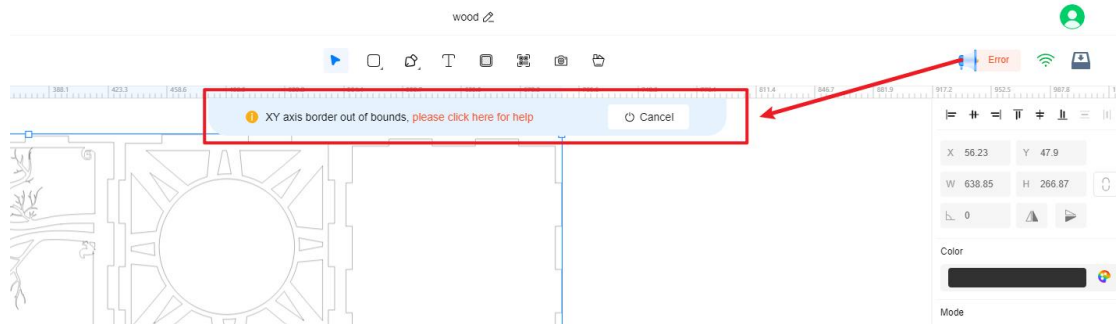 wood
T
Error
388.1 423.3 458.6 811.4 846.7 881.9 917.2 952.5 987.8
XY axis border out of bounds, please click here for help Cancel
X 56.23 Y 47.9
W 638.85 H 266.87
0
Color
Mode